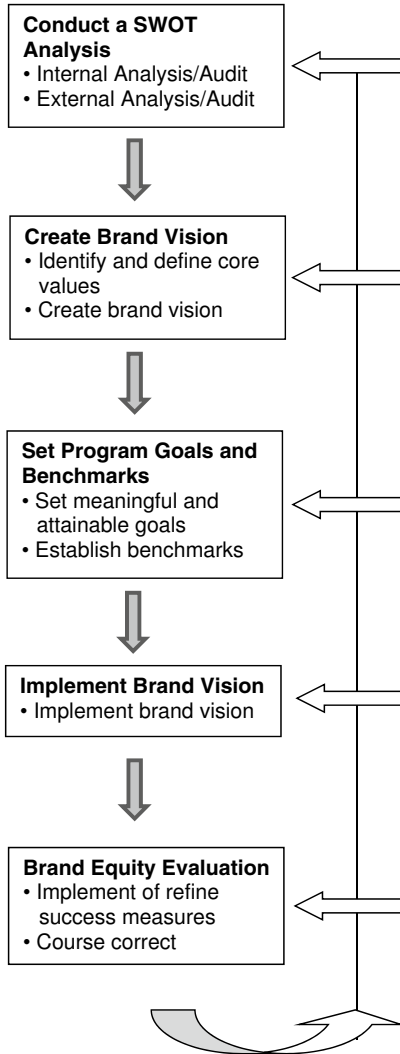 Conduct a SWOT
Analysis
• Internal Analysis/Audit
• External Analysis/Audit
Create Brand Vision
• Identify and define core
values
• Create brand vision
Set Program Goals and
Benchmarks
• Set meaningful and
attainable goals
• Establish benchmarks
Implement Brand Vision
• Implement brand vision
Brand Equity Evaluation
• Implement of refine
success measures
• Course correct